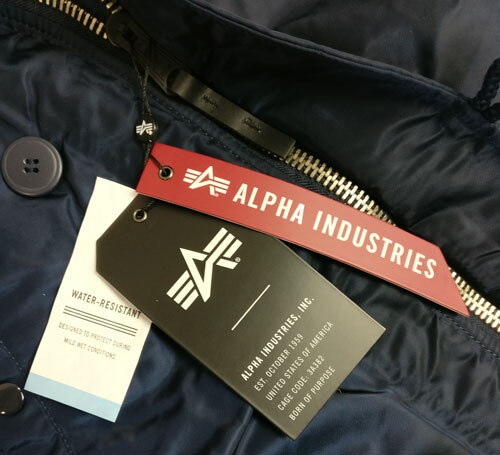 ALPHA INDUSTRIES
ALPHA INDUSTRIES, INC.
EST. OCTOBER 1959
UNITED STATES OF AMERICA
CAGE CODE: 3A382
BORN OF PURPOSE
WATER-RESISTANT
DESIGNED TO PROTECT DURING
MILD WET CONDITIONS